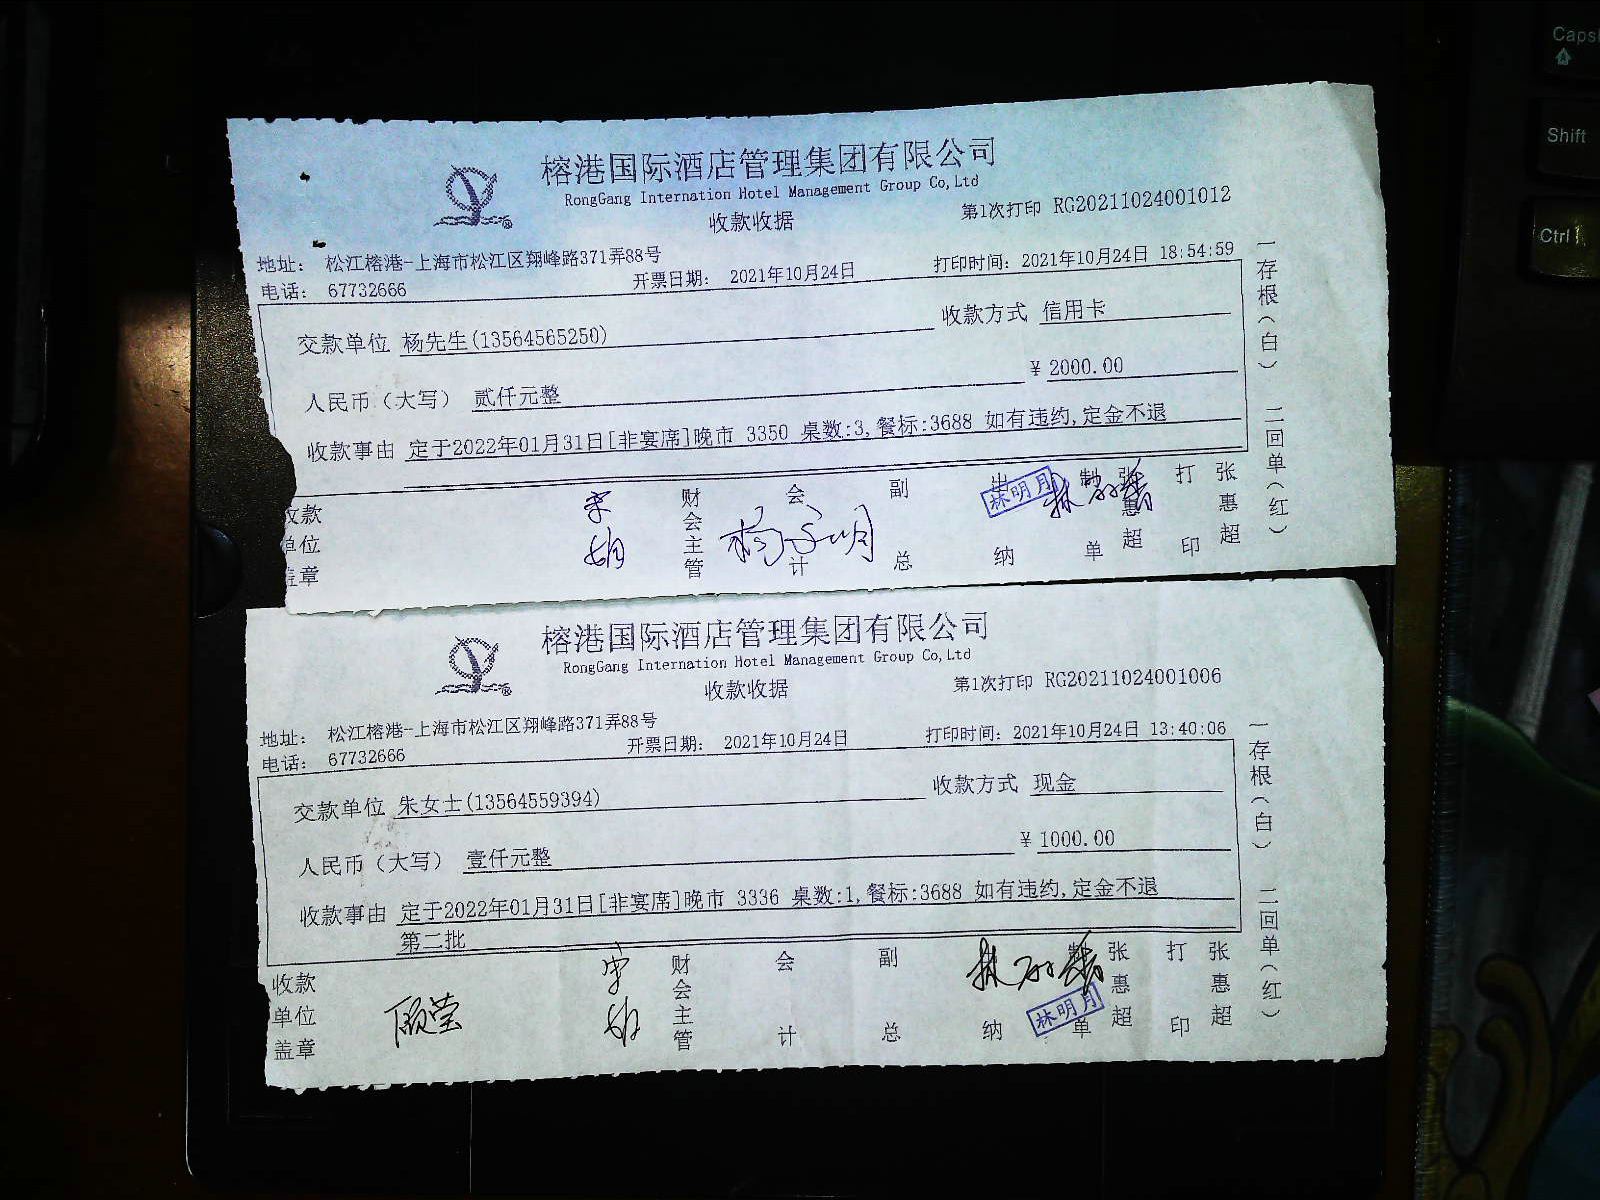 Caps
Shift
Ctrl
榕港国际酒店管理集团有限公司
RongGang Internation Hotel Management Group Co,Ltd
收款收据
第1次打印 RG20211024001012
地址: 松江榕港-上海市松江区翔峰路371弄88号
电话: 67732666
开票日期: 2021年10月24日
打印时间: 2021年10月24日 18:54:59
交款单位 杨先生(13564565250)
收款方式 信用卡
人民币(大写) 贰仟元整
¥ 2000.00
收款事由 定于2022年01月31日[非宴席]晚市 3350 桌数:3,餐标:3688 如有违约,定金不退
收款单位盖章
财会主管
会计
副总
出纳
林明月
制单
张惠超
打印
张惠超
一存根(白) 二回单(红)
榕港国际酒店管理集团有限公司
RongGang Internation Hotel Management Group Co,Ltd
收款收据
第1次打印 RG20211024001006
地址: 松江榕港-上海市松江区翔峰路371弄88号
电话: 67732666
开票日期: 2021年10月24日
打印时间: 2021年10月24日 13:40:06
交款单位 朱女士(13564559394)
收款方式 现金
人民币(大写) 壹仟元整
¥ 1000.00
收款事由 定于2022年01月31日[非宴席]晚市 3336 桌数:1,餐标:3688 如有违约,定金不退
第二批
收款单位盖章
顾莹
财会主管
会计
副总
纳
林明月
制单
张惠超
打印
张惠超
一存根(白) 二回单(红)